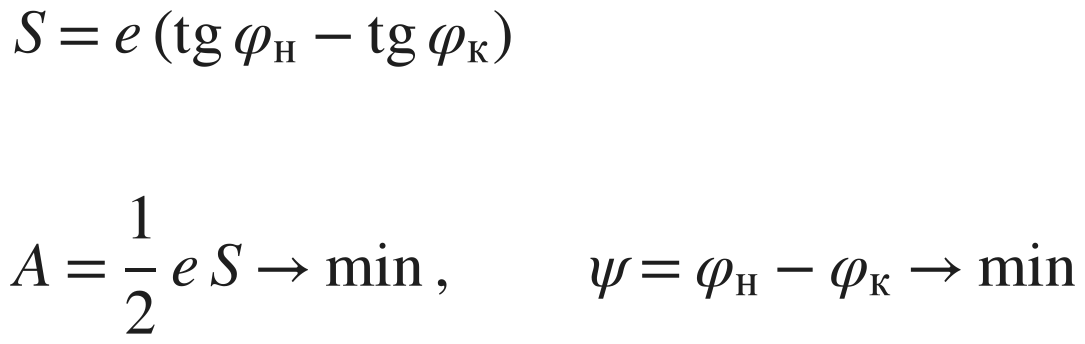 S = e (tg φн − tg φк)
A = 1/2 e S → min , ψ = φн − φк → min